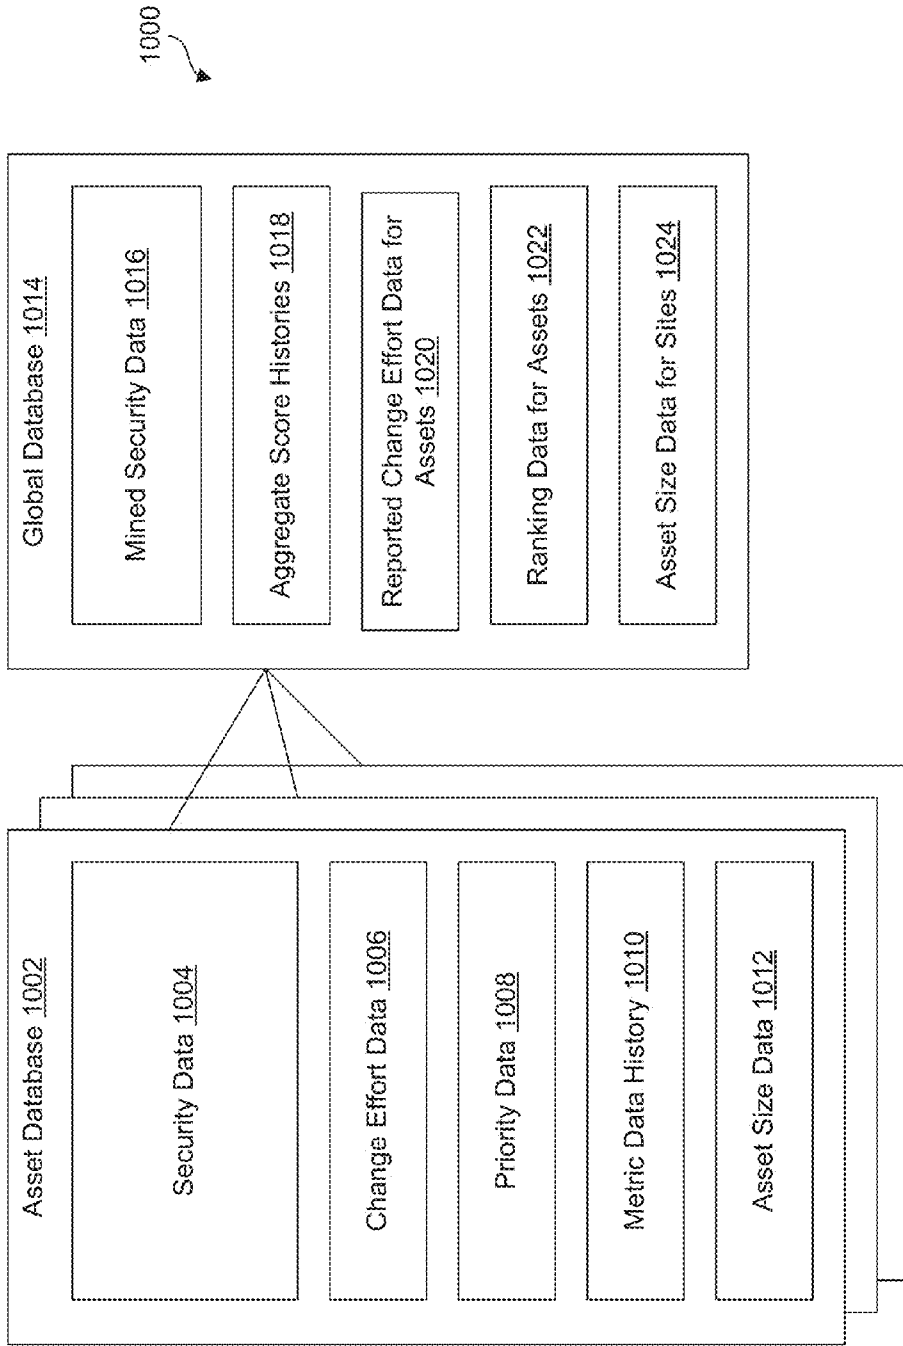 1000
Asset Database 1002
Security Data 1004
Change Effort Data 1006
Priority Data 1008
Metric Data History 1010
Asset Size Data 1012
Global Database 1014
Mined Security Data 1016
Aggregate Score Histories 1018
Reported Change Effort Data for
Assets 1020
Ranking Data for Assets 1022
Asset Size Data for Sites 1024